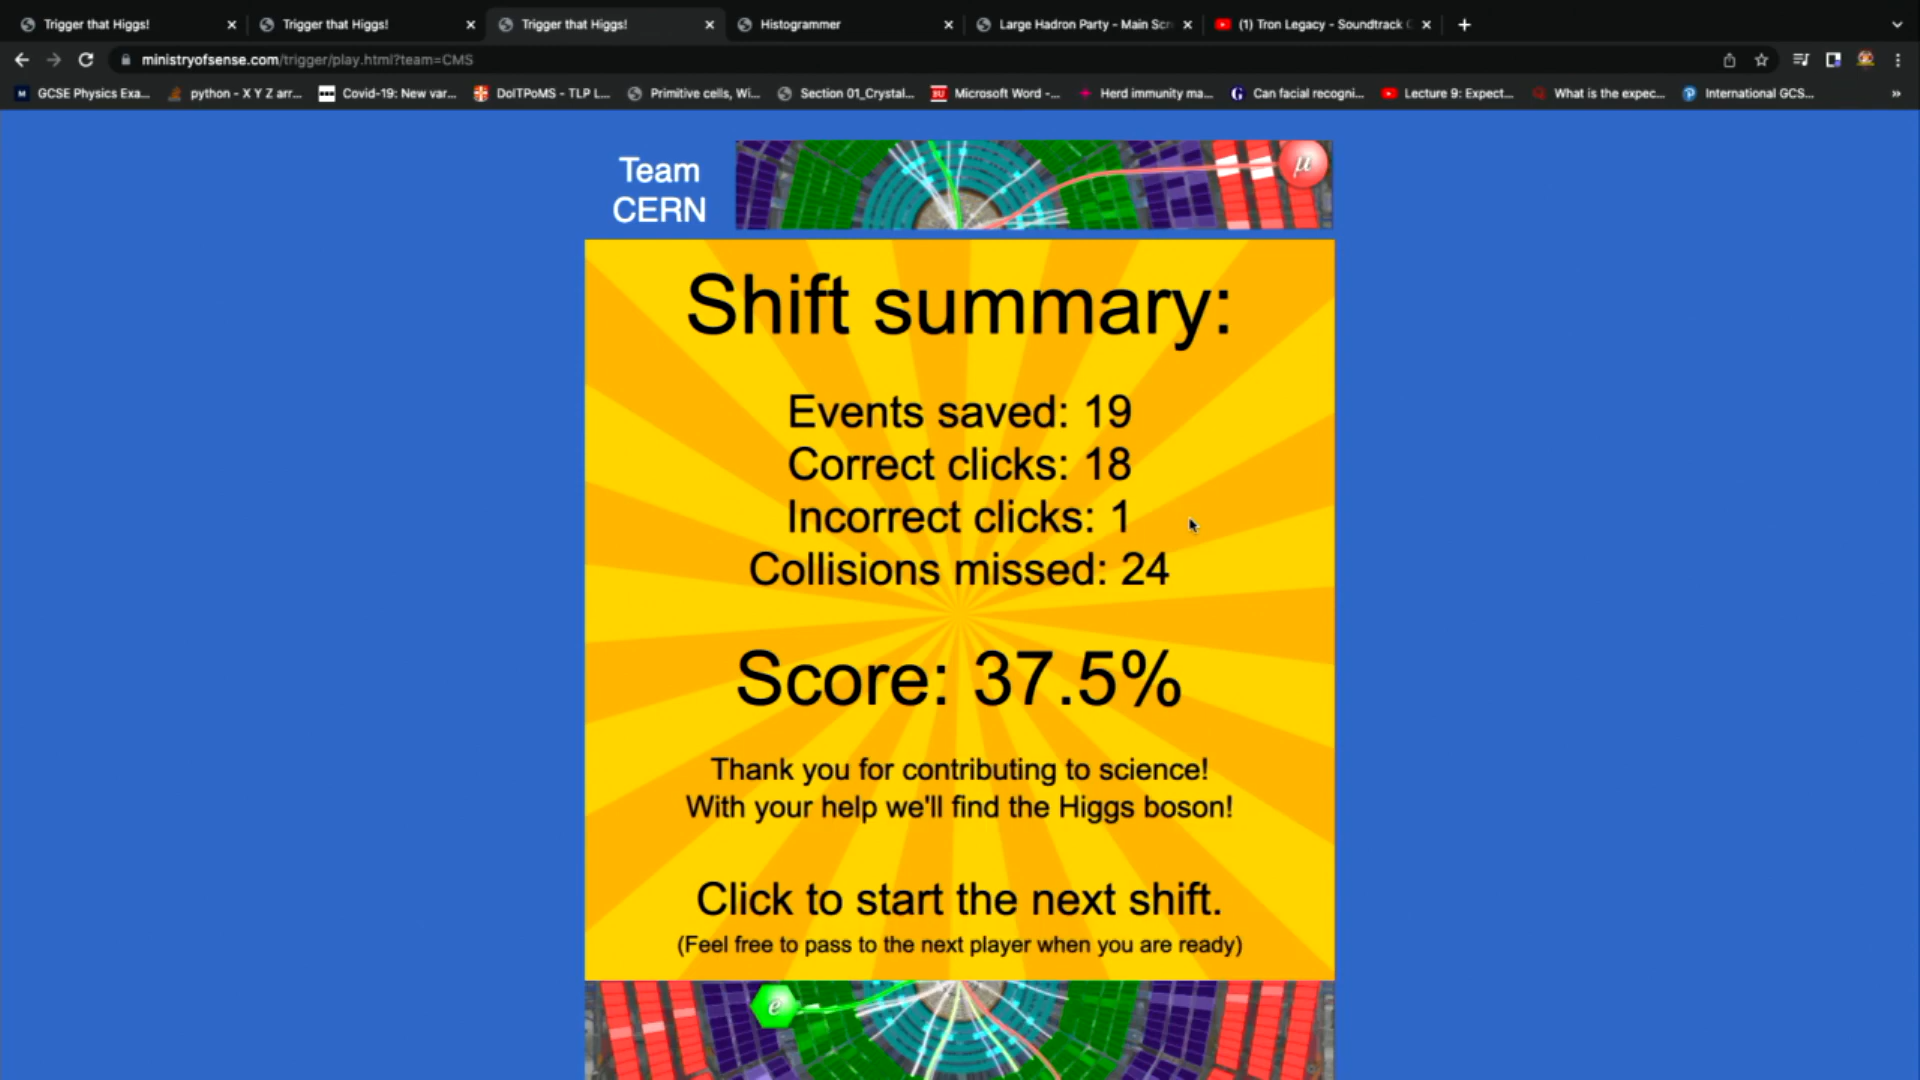 Trigger that Higgs!
Trigger that Higgs!
Trigger that Higgs!
Histogrammer
Large Hadron Party - Main Scr
(1) Tron Legacy - Soundtrack
ministryofsense.com/trigger/play.html?team=CMS
GCSE Physics Exa...
python - X Y Z arr...
Covid-19: New var...
DoITPoMS - TLP L...
Primitive cells, Wi...
Section 01_Crystal...
Microsoft Word -...
Herd immunity ma...
Can facial recogni...
Lecture 9: Expect...
What is the expec...
International GCS...
Team
CERN
μ
Shift summary:
Events saved: 19
Correct clicks: 18
Incorrect clicks: 1
Collisions missed: 24
Score: 37.5%
Thank you for contributing to science!
With your help we'll find the Higgs boson!
Click to start the next shift.
(Feel free to pass to the next player when you are ready)
e